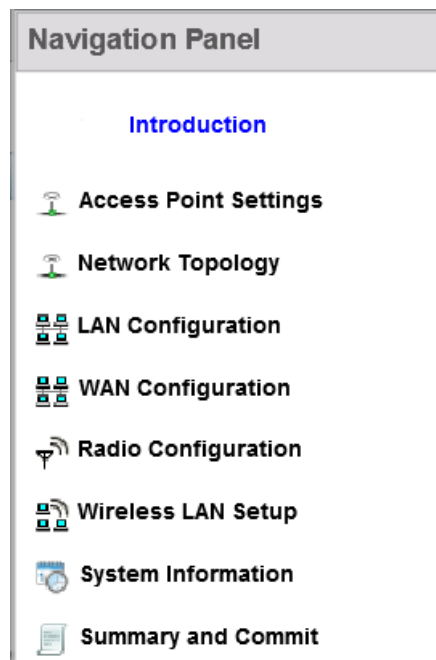 Navigation Panel
Introduction
Access Point Settings
Network Topology
LAN Configuration
WAN Configuration
Radio Configuration
Wireless LAN Setup
System Information
Summary and Commit